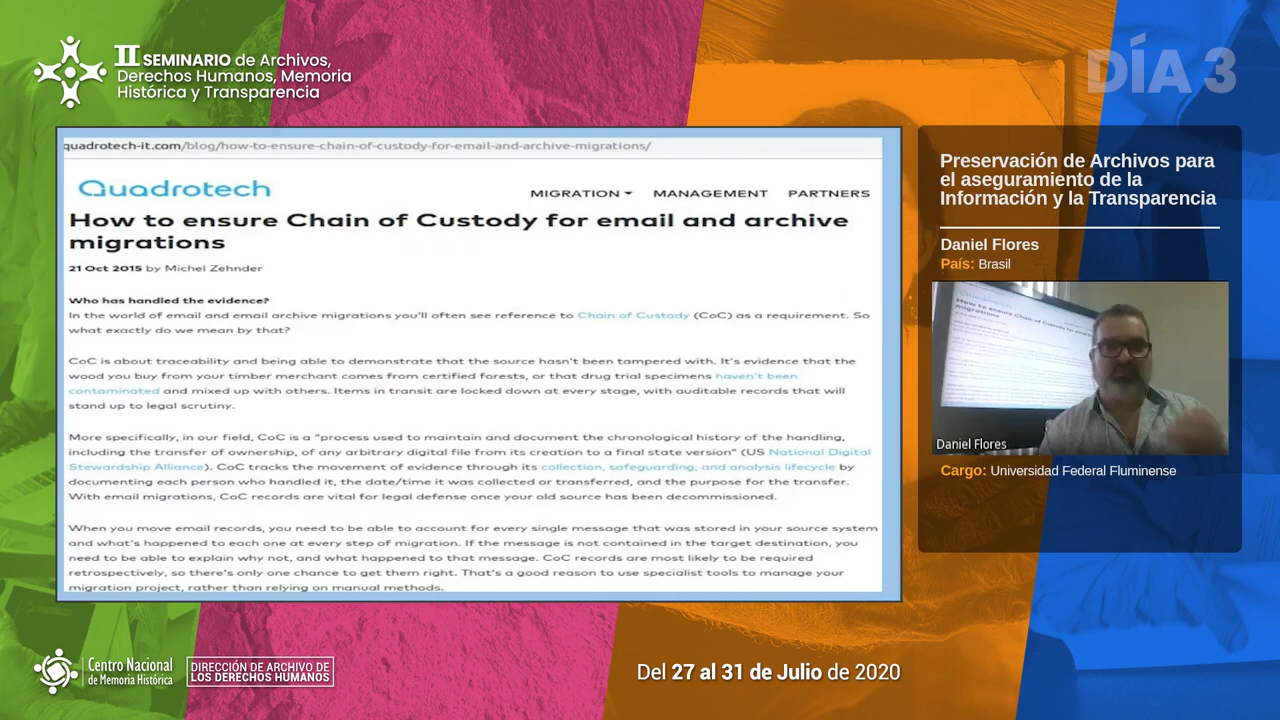 II SEMINARIO de Archivos,
Derechos Humanos, Memoria
Histórica y Transparencia
DÍA 3
quadrotech-it.com/blog/how-to-ensure-chain-of-custody-for-email-and-archive-migrations/
Quadrotech
MIGRATION MANAGEMENT PARTNERS
How to ensure Chain of Custody for email and archive
migrations
21 Oct 2015 by Michel Zehnder
Who has handled the evidence?
In the world of email and email archive migrations you'll often see reference to Chain of Custody (CoC) as a requirement. So
what exactly do we mean by that?
CoC is about traceability and being able to demonstrate that the source hasn't been tampered with. It's evidence that the
wood you buy from your timber merchant comes from certified forests, or that drug trial specimens haven't been
contaminated and mixed up with others. Items in transit are locked down at every stage, with auditable records that will
stand up to legal scrutiny.
More specifically, in our field, CoC is a "process used to maintain and document the chronological history of the handling,
including the transfer of ownership, of any arbitrary digital file from its creation to a final state version" (US National Digital
Stewardship Alliance). CoC tracks the movement of evidence through its collection, safeguarding, and analysis lifecycle by
documenting each person who handled it, the date/time it was collected or transferred, and the purpose for the transfer.
With email migrations, CoC records are vital for legal defense once your old source has been decommissioned.
When you move email records, you need to be able to account for every single message that was stored in your source system
and what's happened to each one at every step of migration. If the message is not contained in the target destination, you
need to be able to explain why not, and what happened to that message. CoC records are most likely to be required
retrospectively, so there's only one chance to get them right. That's a good reason to use specialist tools to manage your
migration project, rather than relying on manual methods.
Preservación de Archivos para
el aseguramiento de la
Información y la Transparencia
Daniel Flores
País: Brasil
How to ensure Chain of Custody for email
migrations
Daniel Flores
Cargo: Universidad Federal Fluminense
Centro Nacional
de Memoria Histórica
DIRECCIÓN DE ARCHIVO DE
LOS DERECHOS HUMANOS
Del 27 al 31 de Julio de 2020